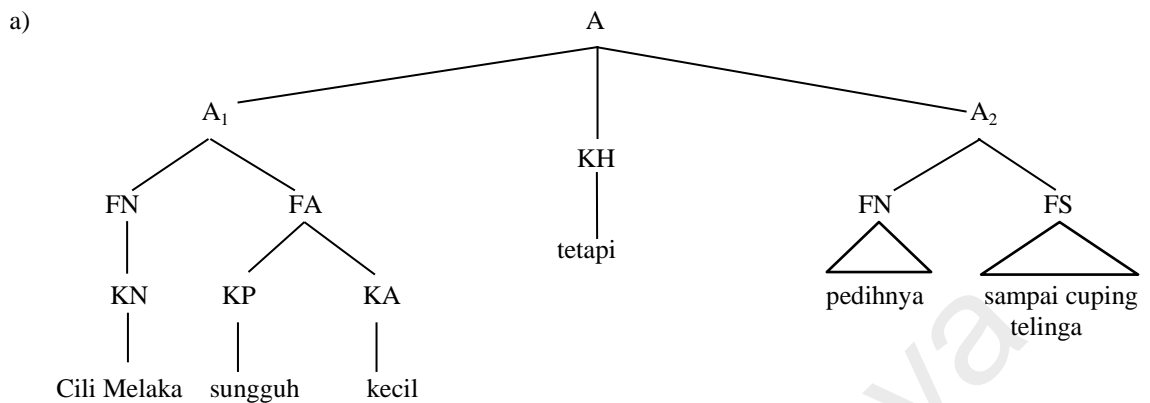 a)
A
A₁
A₂
KH
FN
FA
FN
FS
tetapi
KN
KP
KA
pedihnya
sampai cuping
telinga
Cili Melaka
sungguh
kecil
ya